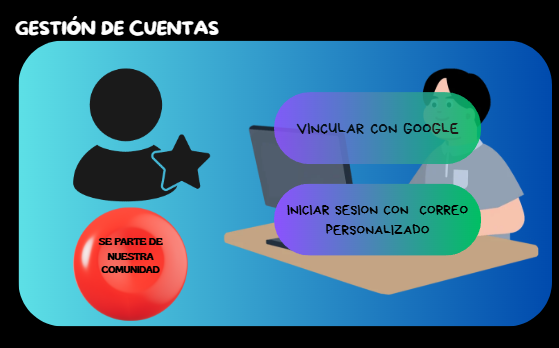 GESTIÓN DE CUENTAS
VINCULAR CON GOOGLE
INICIAR SESION CON CORREO
PERSONALIZADO
SE PARTE DE
NUESTRA
COMUNIDAD